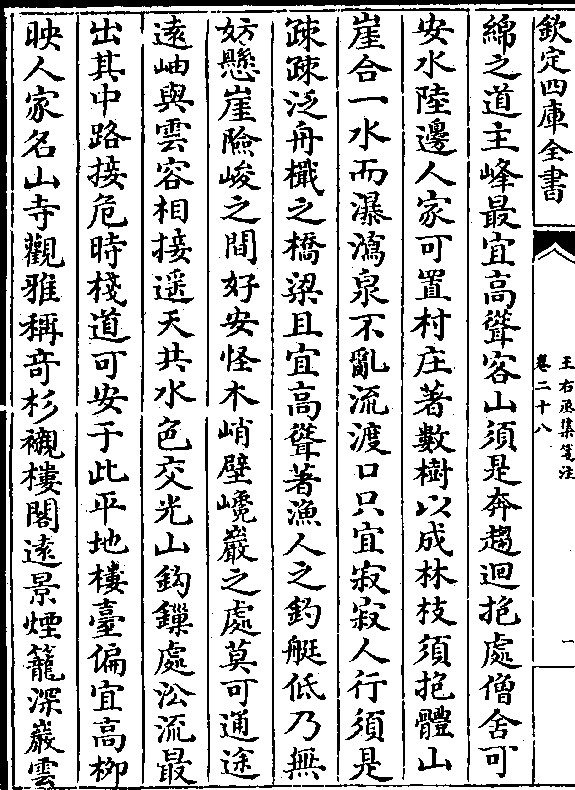 欽定四庫全書
王右丞集箋注
卷二十八
一
綿之道主峰最宜高聳客山須是奔趨迴抱處僧舍可
安水陸邊人家可置村庄著數樹以成林枝須抱體山
崖合一水而瀑瀉泉不亂流渡口只宜寂寂人行須是
疎疎泛舟檝之橋梁且宜高聳著漁人之釣艇低乃無
妨懸崖險峻之間好安怪木峭壁巉巖之處莫可通途
逺岫與雲容相接遥天共水色交光山鈎鏁處㳂流最
出其中路接危時棧道可安于此平地樓臺偏宜高栁
映人家名山寺觀雅稱竒杉襯樓閣逺景煙籠深巖雲